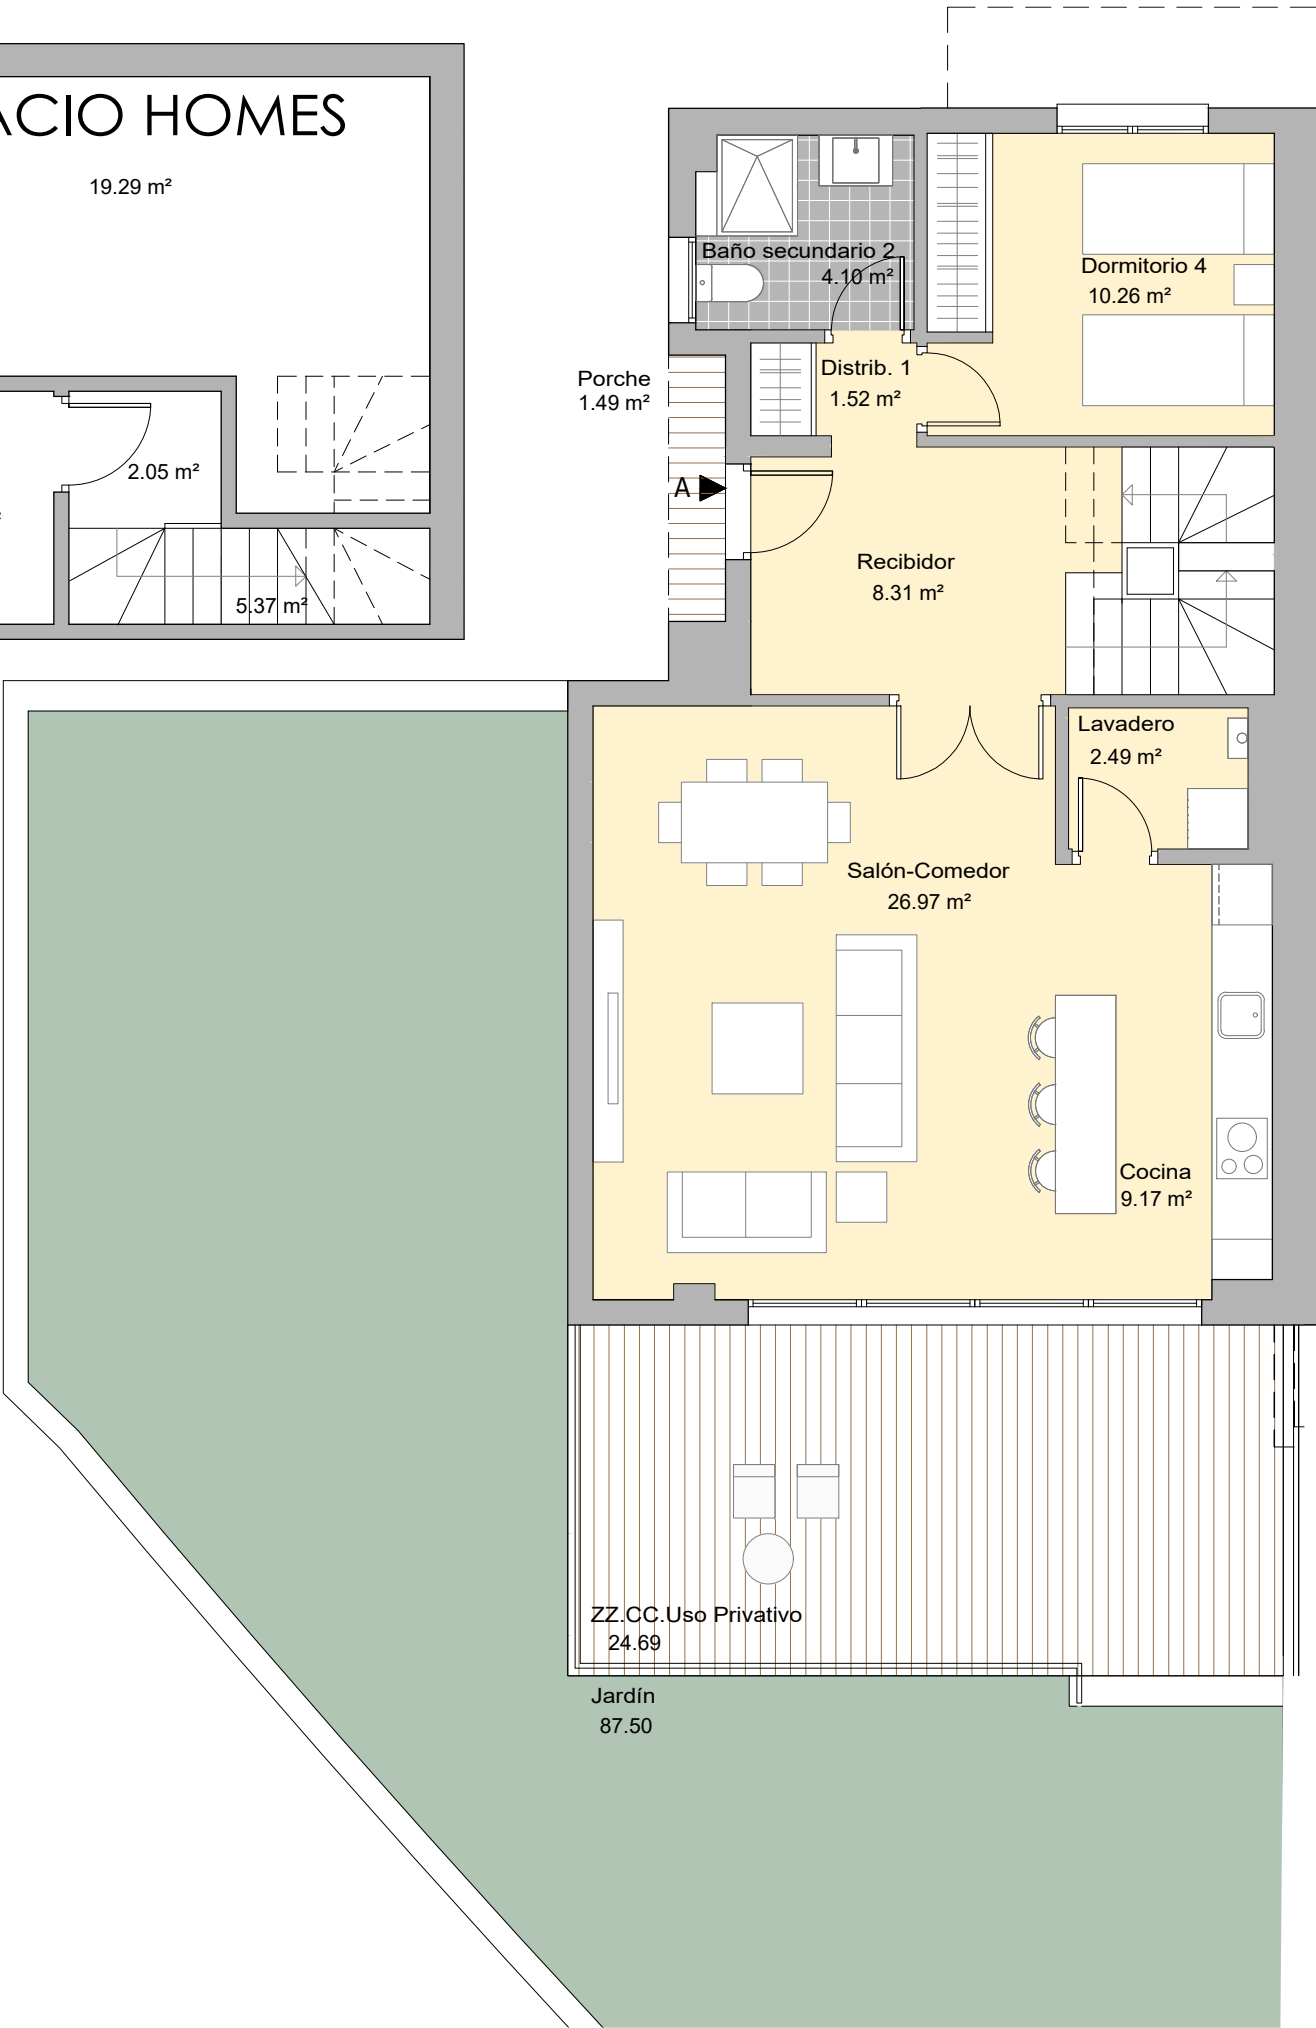 ACIO HOMES
19.29 m²
2.05 m²
5.37 m²
Baño secundario 2
4.10 m²
Dormitorio 4
10.26 m²
Distrib. 1
1.52 m²
Porche
1.49 m²
A
Recibidor
8.31 m²
Lavadero
2.49 m²
Salón-Comedor
26.97 m²
Cocina
9.17 m²
ZZ.CC.Uso Privativo
24.69
Jardín
87.50